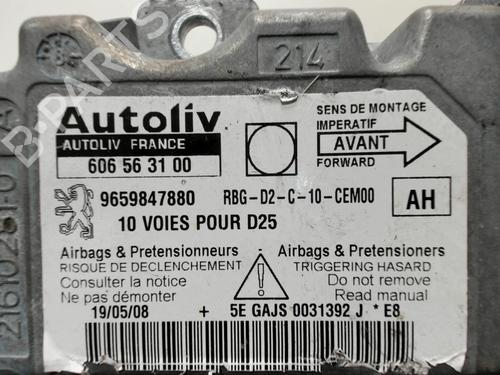 214
Autoliv
AUTOLIV FRANCE
606 56 31 00
SENS DE MONTAGE
IMPERATIF
AVANT
FORWARD
9659847880 RBG-D2-C-10-CEM00
AH
10 VOIES POUR D25
Airbags & Pretensionneurs
RISQUE DE DECLENCHEMENT
Consulter la notice
Ne pas démonter
Airbags & Pretensioners
TRIGGERING HASARD
Do not remove
Read manual
19/05/08 + 5E GAJS 0031392 J * E8
B-PARTS